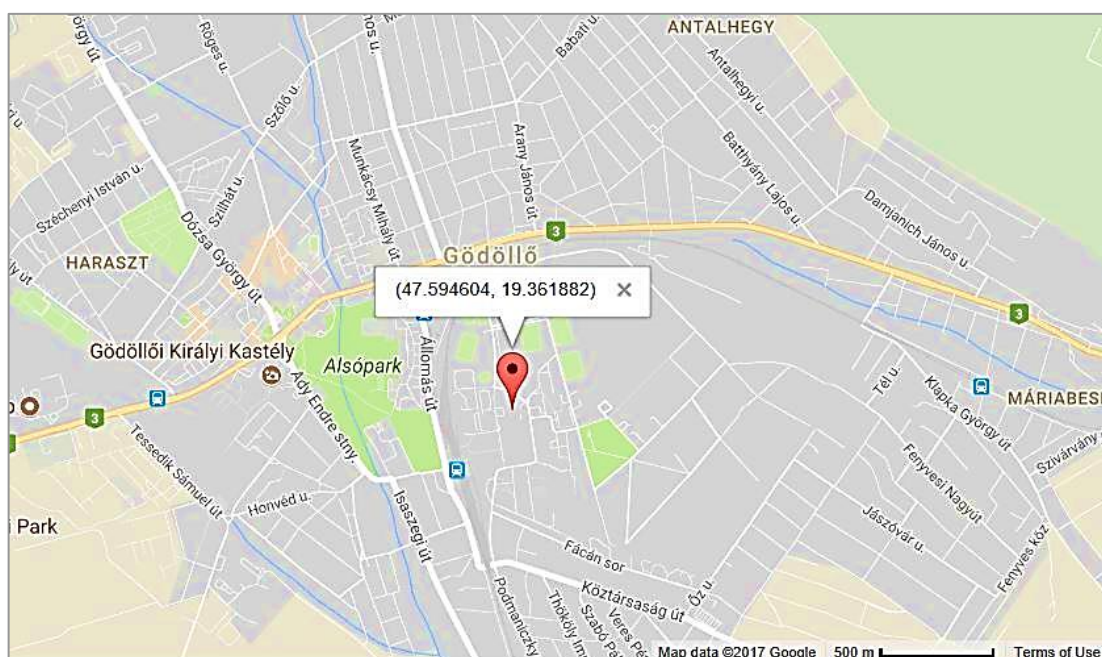 ANTALHEGY
Röges u.
Babati u.
Antalhegyi u.
Szőlő u.
Arany János út
Batthyány Lajos u.
Munkácsy Mihály út
Széchenyi István u.
Szilhát u.
Damjanich János u.
Dózsa György út
3
HARASZT
Gödöllő
(47.594604, 19.361882)
3
Gödöllői Királyi Kastély
Alsópark
Állomás út
Tél u.
Klapka György út
Ady Endre stny.
3
Szivárvány
Tessedik Sámuel út
Fenyvesi Nagyút
Honvéd u.
Isaszegi út
Jászóvár u.
Park
Fácán sor
Fenyves köz
Őz u.
Köztársaság út
Podmaniczky
Thököly
Szabó
Veres
Map data ©2017 Google 500 m Terms of Use